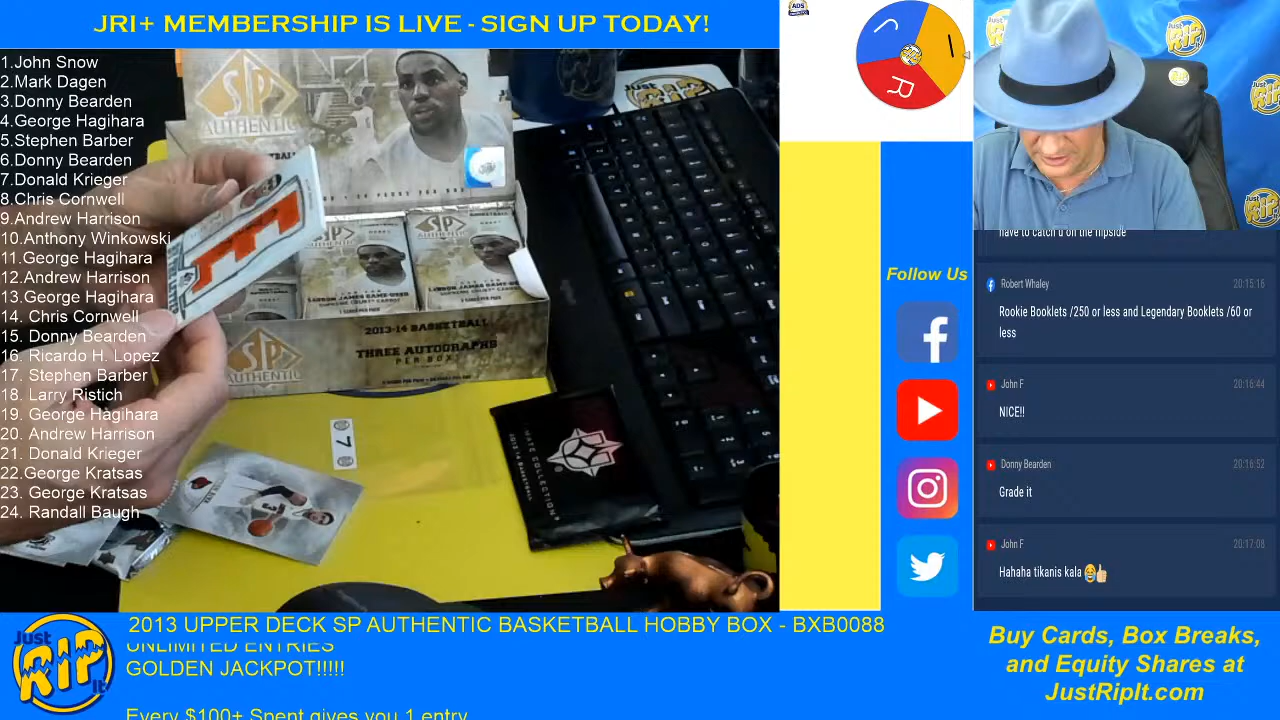 JRI+ MEMBERSHIP IS LIVE - SIGN UP TODAY!
1.John Snow
2.Mark Dagen
3.Donny Bearden
4.George Hagihara
5.Stephen Barber
6.Donny Bearden
7.Donald Krieger
8.Chris Cornwell
9.Andrew Harrison
10.Anthony Winkowski
11.George Hagihara
12.Andrew Harrison
13.George Hagihara
14. Chris Cornwell
15. Donny Bearden
16. Ricardo H. Lopez
17. Stephen Barber
18. Larry Ristich
19. George Hagihara
20. Andrew Harrison
21. Donald Krieger
22.George Kratsas
23. George Kratsas
24. Randall Baugh
SP
AUTHENTIC
2013-14 BASKETBALL
THREE AUTOGRAPHS
PER BOX
SP
AUTHENTIC
7
ADS
J
I
R
Follow Us
have to catch u on the flipside
Robert Whaley
20:15:16
Rookie Booklets /250 or less and Legendary Booklets /60 or
less
John F
20:16:44
NICE!!
Donny Bearden
20:16:52
Grade it
John F
20:17:08
Hahaha tikanis kala 😂👍
Just
RIP
It
2013 UPPER DECK SP AUTHENTIC BASKETBALL HOBBY BOX - BXB0088
UNLIMITED ENTRIES
GOLDEN JACKPOT!!!!!
Every $100+ Spent gives you 1 entry
Buy Cards, Box Breaks,
and Equity Shares at
JustRipIt.com